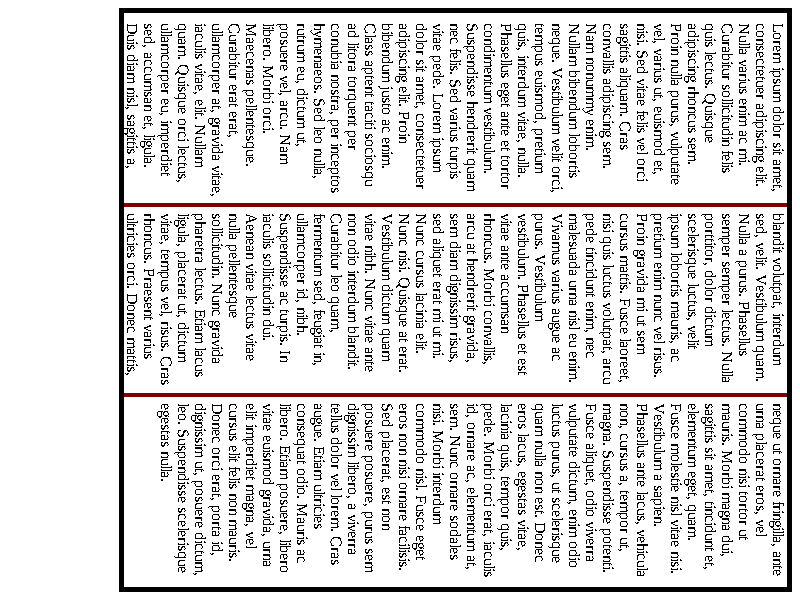 Lorem ipsum dolor sit amet,
consectetuer adipiscing elit.
Nulla varius enim ac mi.
Curabitur sollicitudin felis
quis lectus. Quisque
adipiscing rhoncus sem.
Proin nulla purus, vulputate
vel, varius ut, euismod et,
nisi. Sed vitae felis vel orci
sagittis aliquam. Cras
convallis adipiscing sem.
Nam nonummy enim.
Nullam bibendum lobortis
neque. Vestibulum velit orci,
tempus euismod, pretium
quis, interdum vitae, nulla.
Phasellus eget ante et tortor
condimentum vestibulum.
Suspendisse hendrerit quam
nec felis. Sed varius turpis
vitae pede. Lorem ipsum
dolor sit amet, consectetuer
adipiscing elit. Proin
bibendum justo ac enim.
Class aptent taciti sociosqu
ad litora torquent per
conubia nostra, per inceptos
hymenaeos. Sed leo nulla,
rutrum eu, dictum ut,
posuere vel, arcu. Nam
libero. Morbi orci.
Maecenas pellentesque.
Curabitur erat erat,
ullamcorper at, gravida vitae,
iaculis vitae, elit. Nullam
quam. Quisque orci lectus,
ullamcorper eu, imperdiet
sed, accumsan et, ligula.
Duis diam nisl, sagittis a,
blandit volutpat, interdum
sed, velit. Vestibulum quam.
Nulla a purus. Phasellus
semper semper lectus. Nulla
porttitor, dolor dictum
scelerisque luctus, velit
ipsum lobortis mauris, ac
pretium enim nunc vel risus.
Proin gravida mi ut sem
cursus mattis. Fusce laoreet,
nisi quis luctus volutpat, arcu
pede tincidunt enim, nec
malesuada urna nisl eu enim.
Vivamus varius augue ac
purus. Vestibulum
vestibulum. Phasellus et est
vitae ante accumsan
rhoncus. Morbi convallis,
arcu at hendrerit gravida,
sem diam dignissim risus,
sed aliquet erat mi ut mi.
Nunc cursus lacinia elit.
Nunc nisi. Quisque at erat.
Vestibulum dictum quam
vitae nibh. Nunc vitae ante
non odio interdum blandit.
Curabitur leo quam,
fermentum sed, feugiat in,
ullamcorper id, nibh.
Suspendisse ac turpis. In
iaculis sollicitudin dui.
Aenean vitae lectus vitae
nulla pellentesque
sollicitudin. Nunc gravida
pharetra lectus. Etiam lacus
ligula, placerat ut, dictum
vitae, tempus vel, risus. Cras
rhoncus. Praesent varius
ultricies orci. Donec mattis,
neque ut ornare fringilla, ante
urna placerat eros, vel
commodo nisi tortor ut
mauris. Morbi magna dui,
sagittis sit amet, tincidunt et,
elementum eget, quam.
Fusce molestie nisl vitae nisi.
Vestibulum a sapien.
Phasellus ante lacus, vehicula
non, cursus a, tempor ut,
magna. Suspendisse potenti.
Fusce aliquet, odio viverra
vulputate dictum, enim odio
luctus purus, ut scelerisque
quam nulla non est. Donec
eros lacus, egestas vitae,
lacinia quis, tempor quis,
pede. Morbi orci erat, iaculis
id, ornare ac, elementum at,
sem. Nunc ornare sodales
nisi. Morbi interdum
commodo nisl. Fusce eget
eros non nisi ornare facilisis.
Sed placerat, est non
posuere posuere, purus sem
dignissim libero, a viverra
tellus dolor vel lorem. Cras
augue. Etiam ultricies
consequat odio. Mauris ac
libero. Etiam posuere, libero
vitae euismod gravida, urna
elit imperdiet magna, vel
cursus elit felis non mauris.
Donec orci erat, porta id,
dignissim ut, posuere dictum,
leo. Suspendisse scelerisque
egestas nulla.